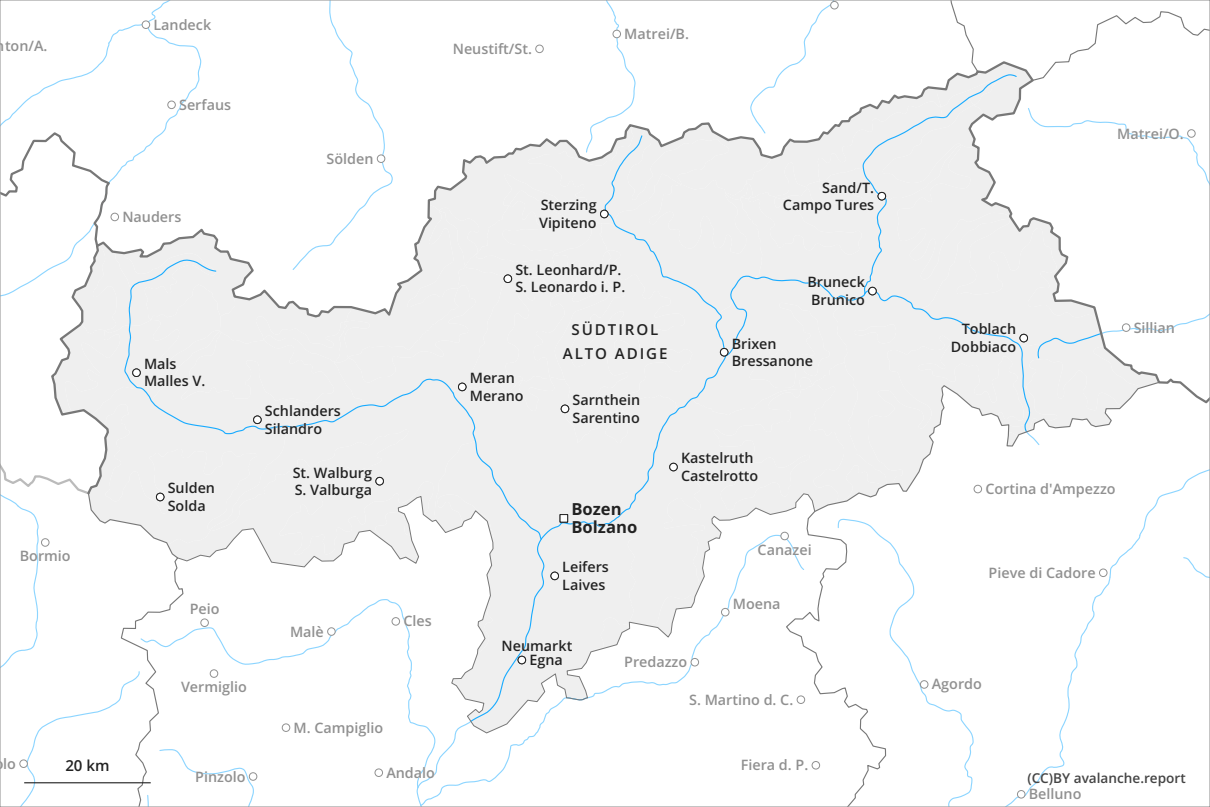 Landeck
nton/A.
Neustift/St.
Matrei/B.
Serfaus
Matrei/O.
Sölden
Nauders
Sand/T.
Campo Tures
Sterzing
Vipiteno
St. Leonhard/P.
S. Leonardo i. P.
Bruneck
Brunico
SÜDTIROL
ALTO ADIGE
Toblach
Dobbiaco
Sillian
Brixen
Bressanone
Mals
Malles V.
Meran
Merano
Sarnthein
Sarentino
Schlanders
Silandro
Kastelruth
Castelrotto
St. Walburg
S. Valburga
Sulden
Solda
Cortina d'Ampezzo
Bozen
Bolzano
Bormio
Canazei
Leifers
Laives
Pieve di Cadore
Peio
Moena
Malè
Cles
Neumarkt
Egna
Predazzo
Vermiglio
Agordo
S. Martino d. C.
M. Campiglio
20 km
olo
Pinzolo
Andalo
Fiera d. P.
(CC)BY avalanche.report
Belluno